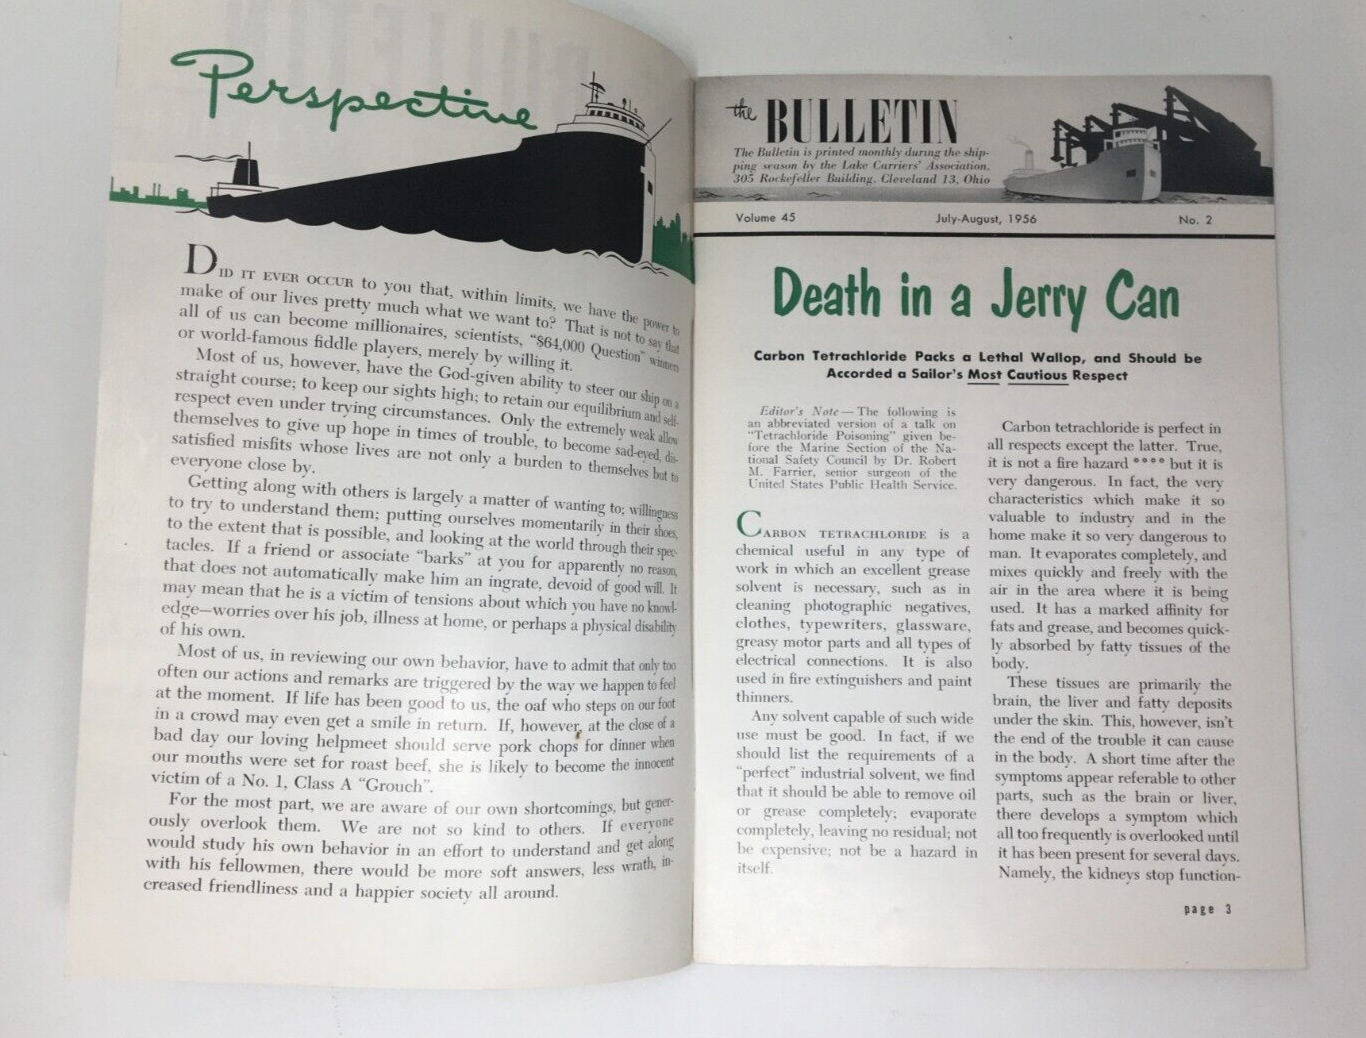 Perspective
DID IT EVER OCCUR to you that, within limits, we have the power to
make of our lives pretty much what we want to? That is not to say that
all of us can become millionaires, scientists, "$64,000 Question" winners
or world-famous fiddle players, merely by willing it.
Most of us, however, have the God-given ability to steer our ship on a
straight course; to keep our sights high; to retain our equilibrium and self-
respect even under trying circumstances. Only the extremely weak allow
themselves to give up hope in times of trouble, to become sad-eyed, dis-
satisfied misfits whose lives are not only a burden to themselves but to
everyone close by.
Getting along with others is largely a matter of wanting to; willingness
to try to understand them; putting ourselves momentarily in their shoes,
to the extent that is possible, and looking at the world through their spec-
tacles. If a friend or associate "barks" at you for apparently no reason,
that does not automatically make him an ingrate, devoid of good will. It
may mean that he is a victim of tensions about which you have no knowl-
edge—worries over his job, illness at home, or perhaps a physical disability
of his own.
Most of us, in reviewing our own behavior, have to admit that only too
often our actions and remarks are triggered by the way we happen to feel
at the moment. If life has been good to us, the oaf who steps on our foot
in a crowd may even get a smile in return. If, however, at the close of a
bad day our loving helpmeet should serve pork chops for dinner when
our mouths were set for roast beef, she is likely to become the innocent
victim of a No. 1, Class A "Grouch".
For the most part, we are aware of our own shortcomings, but gener-
ously overlook them. We are not so kind to others. If everyone
would study his own behavior in an effort to understand and get along
with his fellowmen, there would be more soft answers, less wrath, in-
creased friendliness and a happier society all around.
the BULLETIN
The Bulletin is printed monthly during the ship-
ping season by the Lake Carriers' Association,
305 Rockefeller Building, Cleveland 13, Ohio
Volume 45 July-August, 1956 No. 2
Death in a Jerry Can
Carbon Tetrachloride Packs a Lethal Wallop, and Should be
Accorded a Sailor's Most Cautious Respect
Editor's Note — The following is
an abbreviated version of a talk on
"Tetrachloride Poisoning" given be-
fore the Marine Section of the Na-
tional Safety Council by Dr. Robert
M. Farrier, senior surgeon of the
United States Public Health Service.
CARBON TETRACHLORIDE is a
chemical useful in any type of
work in which an excellent grease
solvent is necessary, such as in
cleaning photographic negatives,
clothes, typewriters, glassware,
greasy motor parts and all types of
electrical connections. It is also
used in fire extinguishers and paint
thinners.
Any solvent capable of such wide
use must be good. In fact, if we
should list the requirements of a
"perfect" industrial solvent, we find
that it should be able to remove oil
or grease completely; evaporate
completely, leaving no residual; not
be expensive; not be a hazard in
itself.
Carbon tetrachloride is perfect in
all respects except the latter. True,
it is not a fire hazard **** but it is
very dangerous. In fact, the very
characteristics which make it so
valuable to industry and in the
home make it so very dangerous to
man. It evaporates completely, and
mixes quickly and freely with the
air in the area where it is being
used. It has a marked affinity for
fats and grease, and becomes quick-
ly absorbed by fatty tissues of the
body.
These tissues are primarily the
brain, the liver and fatty deposits
under the skin. This, however, isn't
the end of the trouble it can cause
in the body. A short time after the
symptoms appear referable to other
parts, such as the brain or liver,
there develops a symptom which
all too frequently is overlooked until
it has been present for several days.
Namely, the kidneys stop function-
page 3